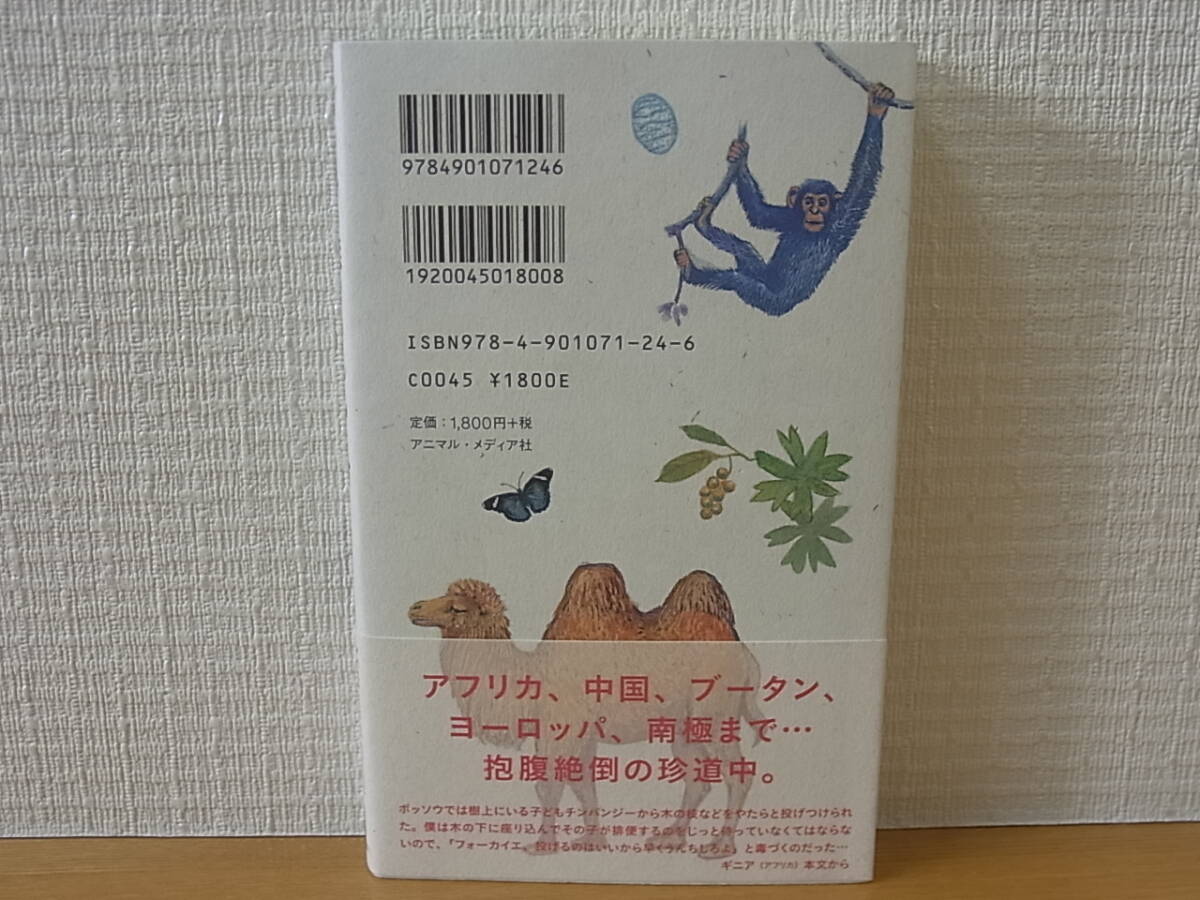 9784901071246
1920045018008
ISBN978-4-901071-24-6
C0045 ¥1800E
定価：1,800円+税
アニマル・メディア社
アフリカ、中国、ブータン、
ヨーロッパ、南極まで…
抱腹絶倒の珍道中。
ボッソウでは樹上にいる子どもチンパンジーから木の枝などをやたらと投げつけられ
た。僕は木の下に座り込んでその子が排便するのをじっと待っていなくてはならな
いので、「フォーカイエ。投げるのはいいから早くうんちしろよ」と毒づくのだった…
ギニア（アフリカ）本文から